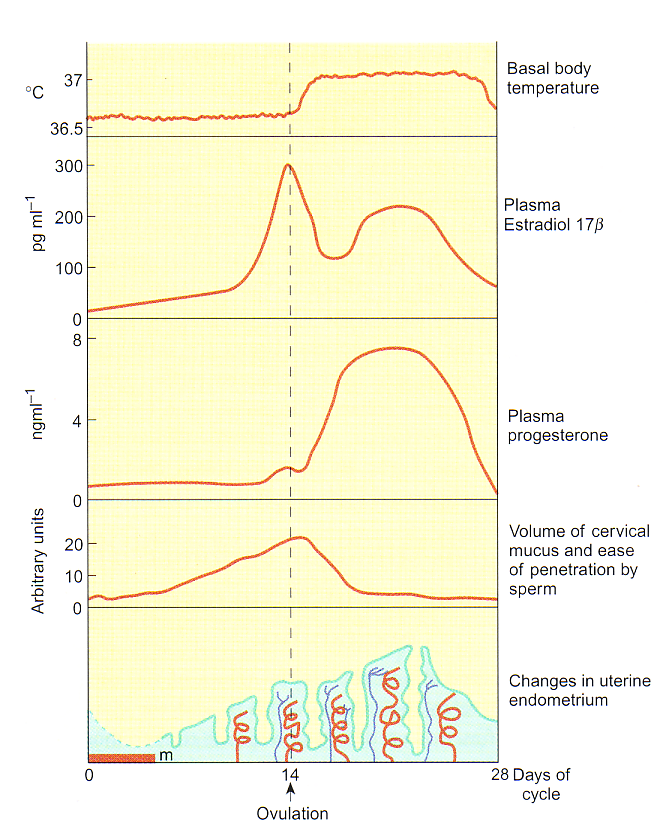 °C
37
36.5
Basal body
temperature
pg ml⁻¹
300
200
100
0
Plasma
Estradiol 17β
ngml⁻¹
8
4
0
Plasma
progesterone
Arbitrary units
20
10
0
Volume of cervical
mucus and ease
of penetration by
sperm
Changes in uterine
endometrium
m
0
14
28
Days of
cycle
Ovulation